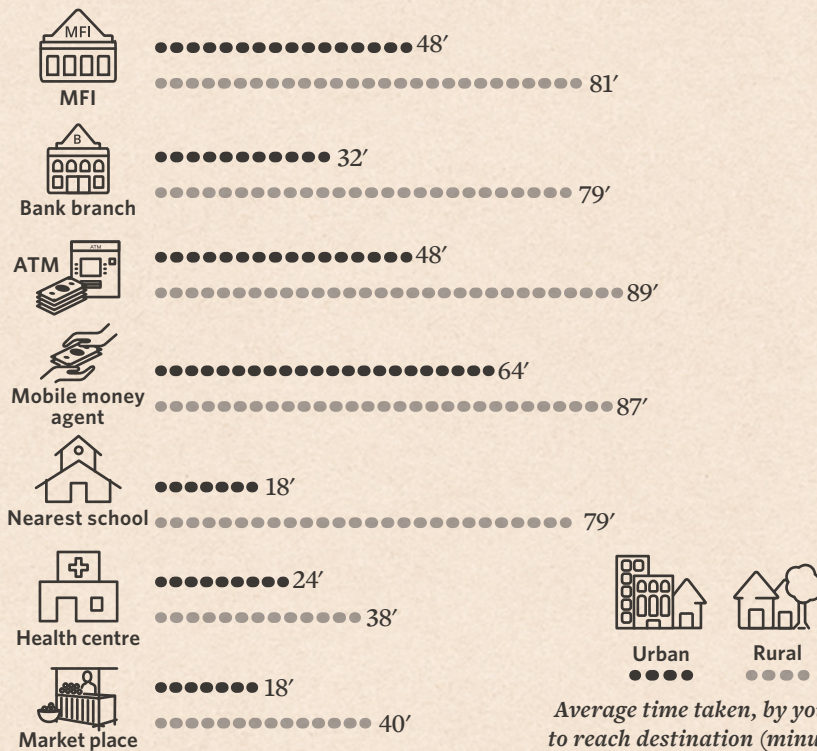 MFI
48′
81′
MFI
B
32′
79′
Bank branch
ATM
ATM
48′
89′
64′
Mobile money
agent
87′
18′
Nearest school
79′
24′
38′
Health centre
18′
40′
Market place
Urban
Rural
Average time taken, by
to reach destination